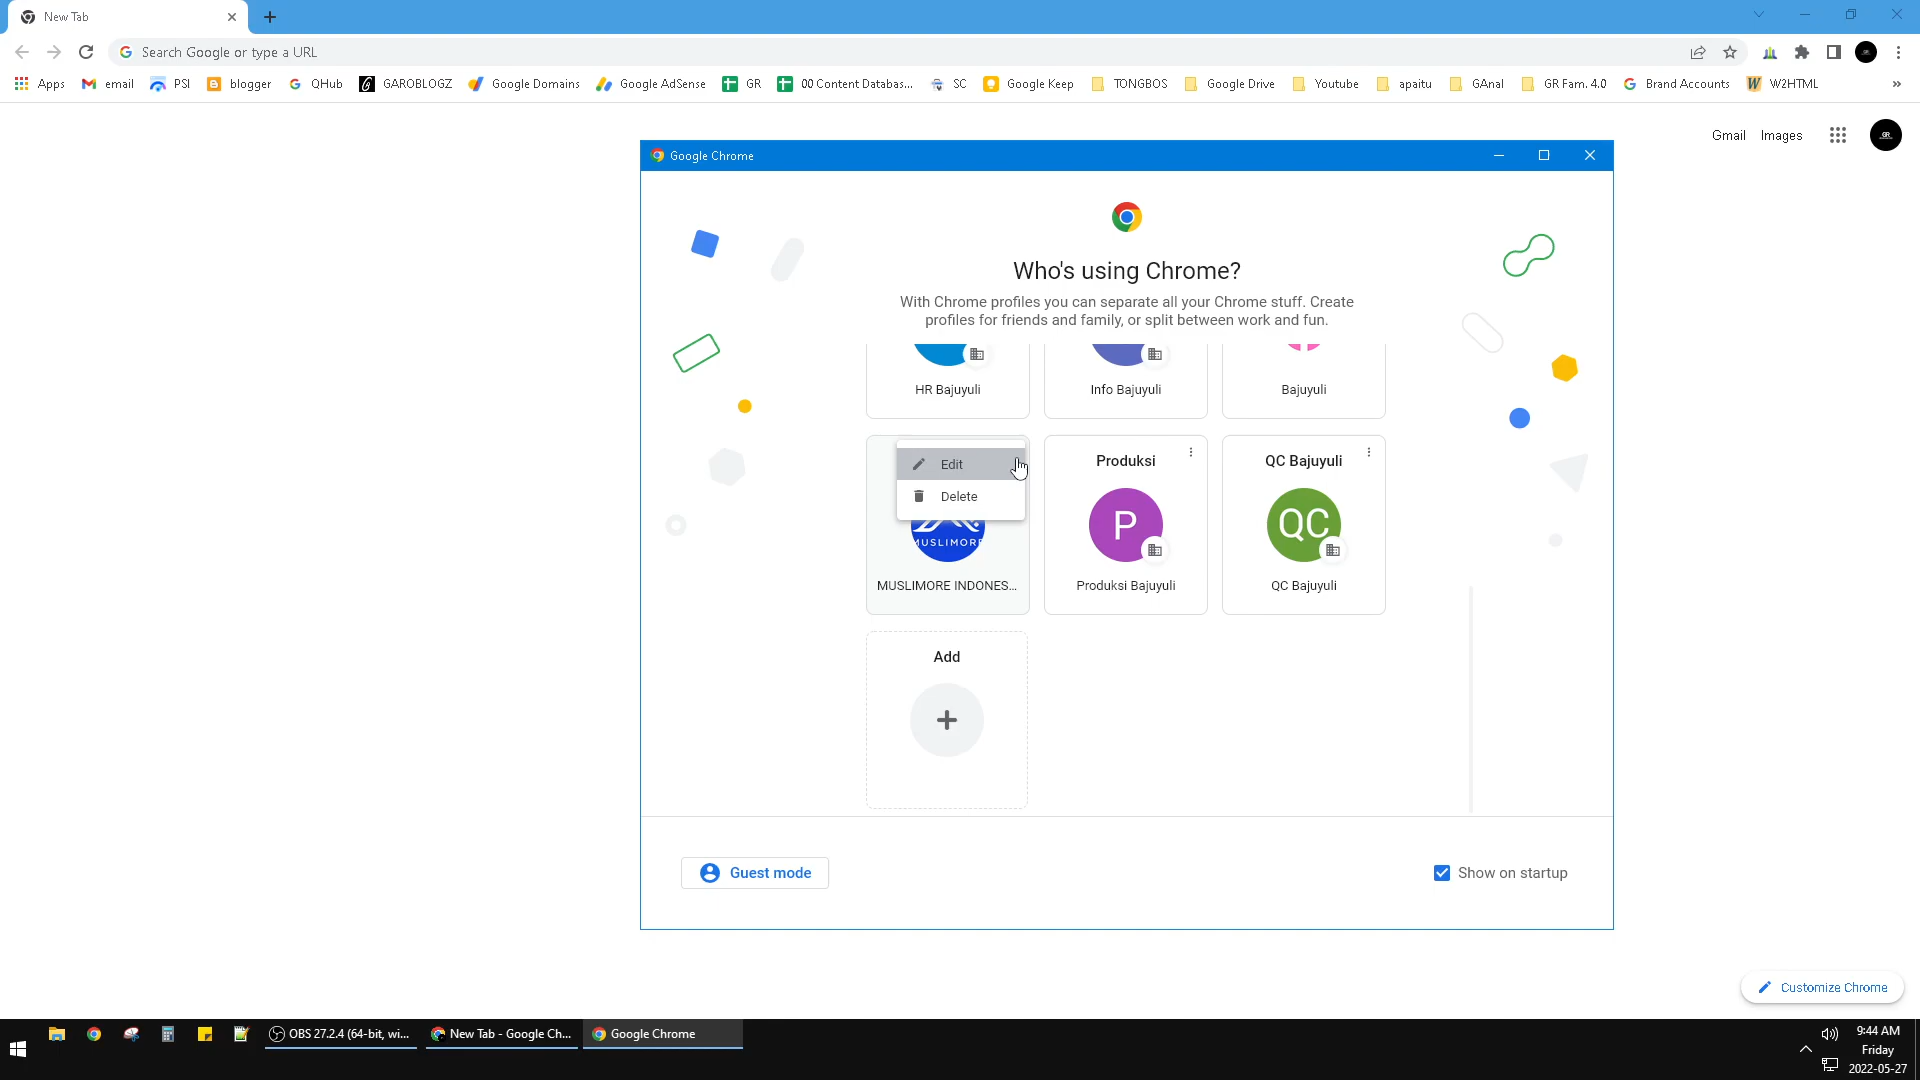 New Tab
Search Google or type a URL
Apps email PSI blogger QHub GAROBLOGZ Google Domains Google AdSense GR 00 Content Databas... SC Google Keep TONGBOS Google Drive Youtube apaitu GAnal GR Fam. 4.0 Brand Accounts W2HTML »
Gmail Images GR
Google Chrome
Who's using Chrome?
With Chrome profiles you can separate all your Chrome stuff. Create
profiles for friends and family, or split between work and fun.
HR Bajuyuli Info Bajuyuli Bajuyuli
Edit
Delete
Produksi QC Bajuyuli
MUSLIMORE P QC
MUSLIMORE INDONES... Produksi Bajuyuli QC Bajuyuli
Add
Guest mode
Show on startup
Customize Chrome
OBS 27.2.4 (64-bit, wi... New Tab - Google Ch... Google Chrome
9:44 AM
Friday
2022-05-27